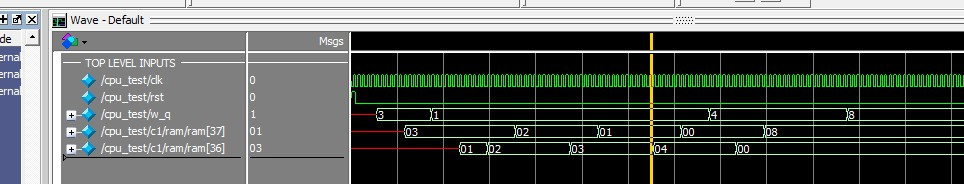 Wave - Default
de
Msgs
ernal
TOP LEVEL INPUTS
ernal
/cpu_test/clk 0
ernal
/cpu_test/rst 0
/cpu_test/w_q 1 3 1 4 8
/cpu_test/c1/ram/ram[37] 01 03 02 01 00 08
/cpu_test/c1/ram/ram[36] 03 01 02 03 04 00